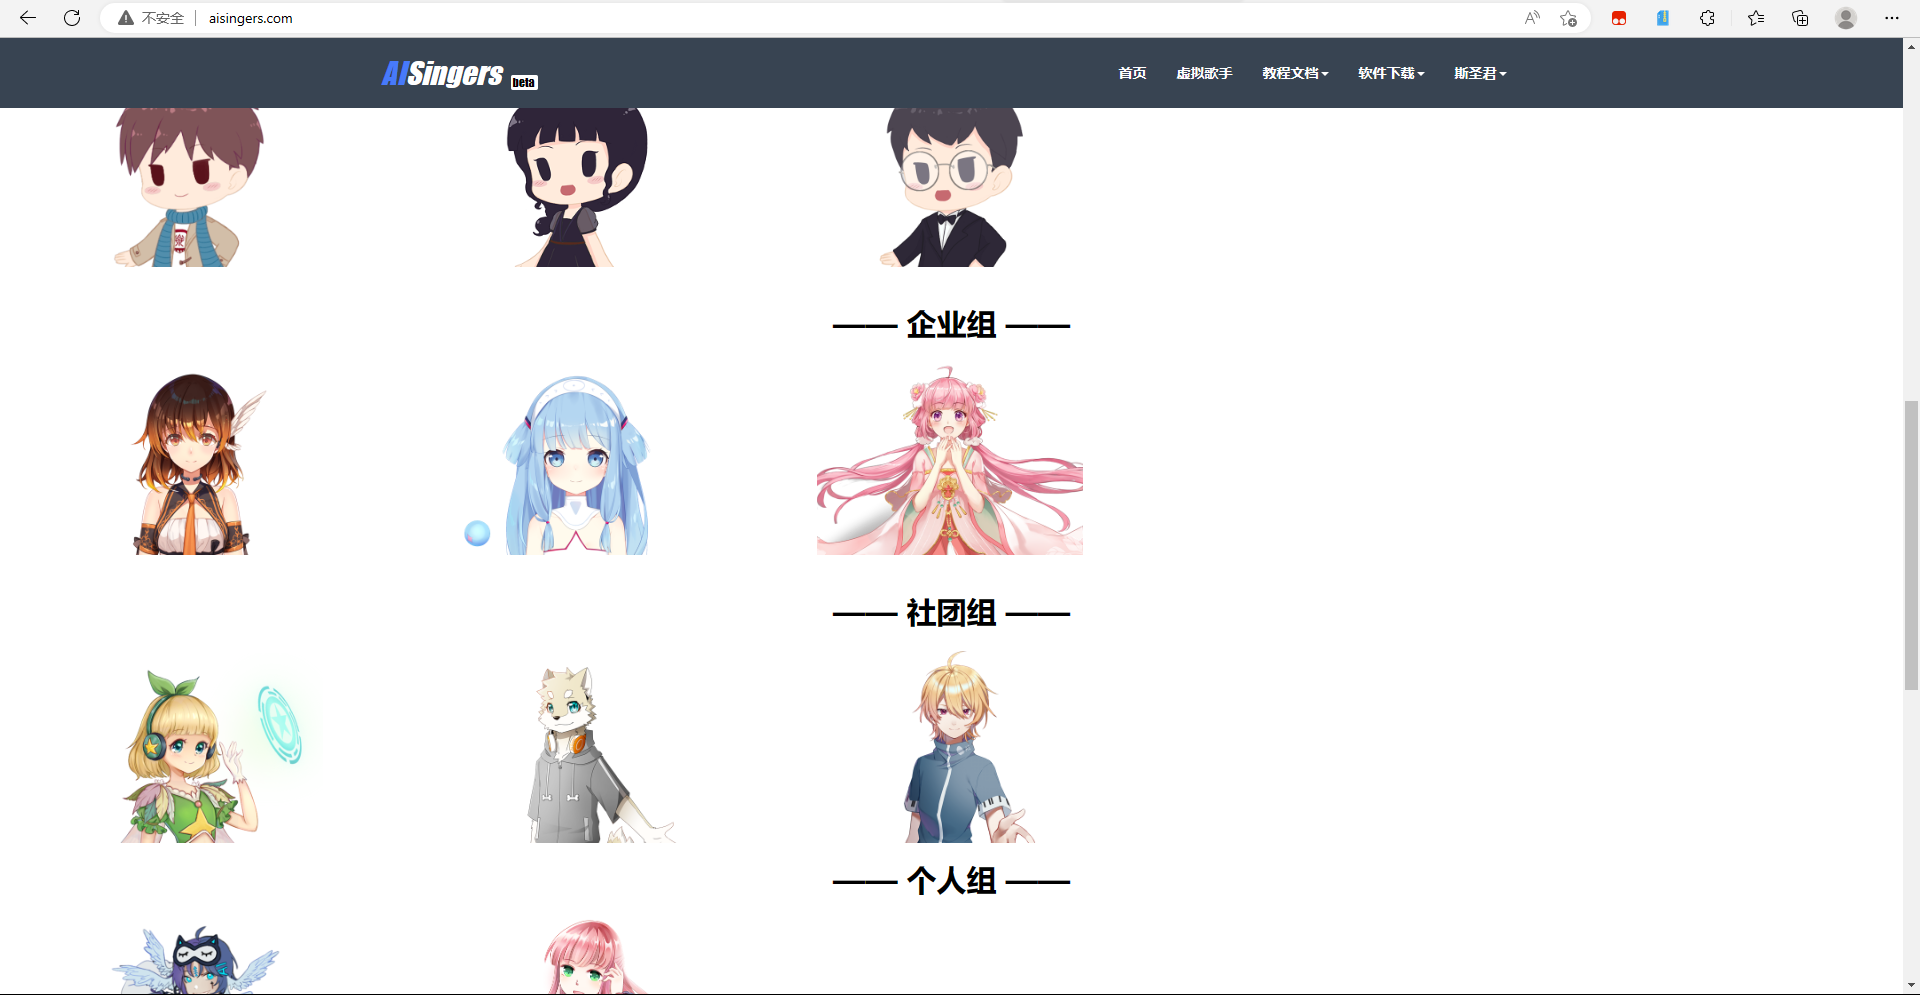 不安全 aisingers.com
AISingers beta
首页 虚拟歌手 教程文档 软件下载 斯圣君
—— 企业组 ——
—— 社团组 ——
—— 个人组 ——